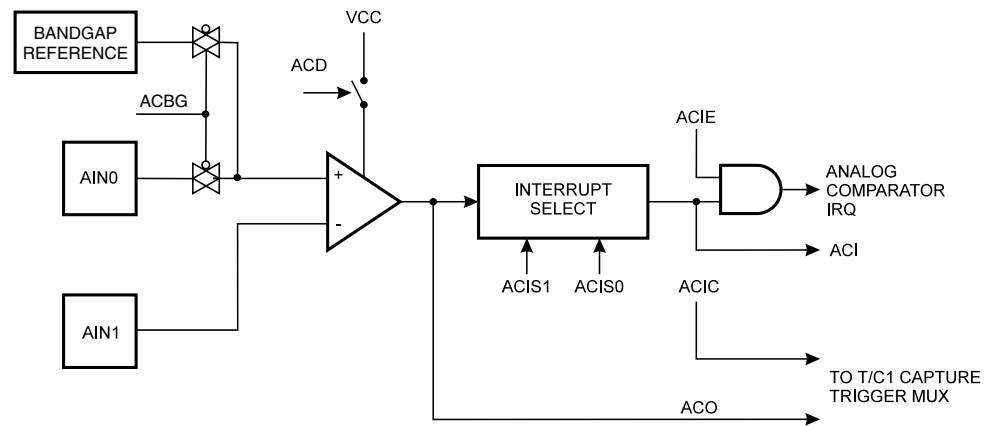 BANDGAP
REFERENCE
VCC
ACD
ACBG
ACIE
AIN0
+
-
INTERRUPT
SELECT
ANALOG
COMPARATOR
IRQ
ACI
ACIS1
ACIS0
ACIC
AIN1
TO T/C1 CAPTURE
TRIGGER MUX
ACO